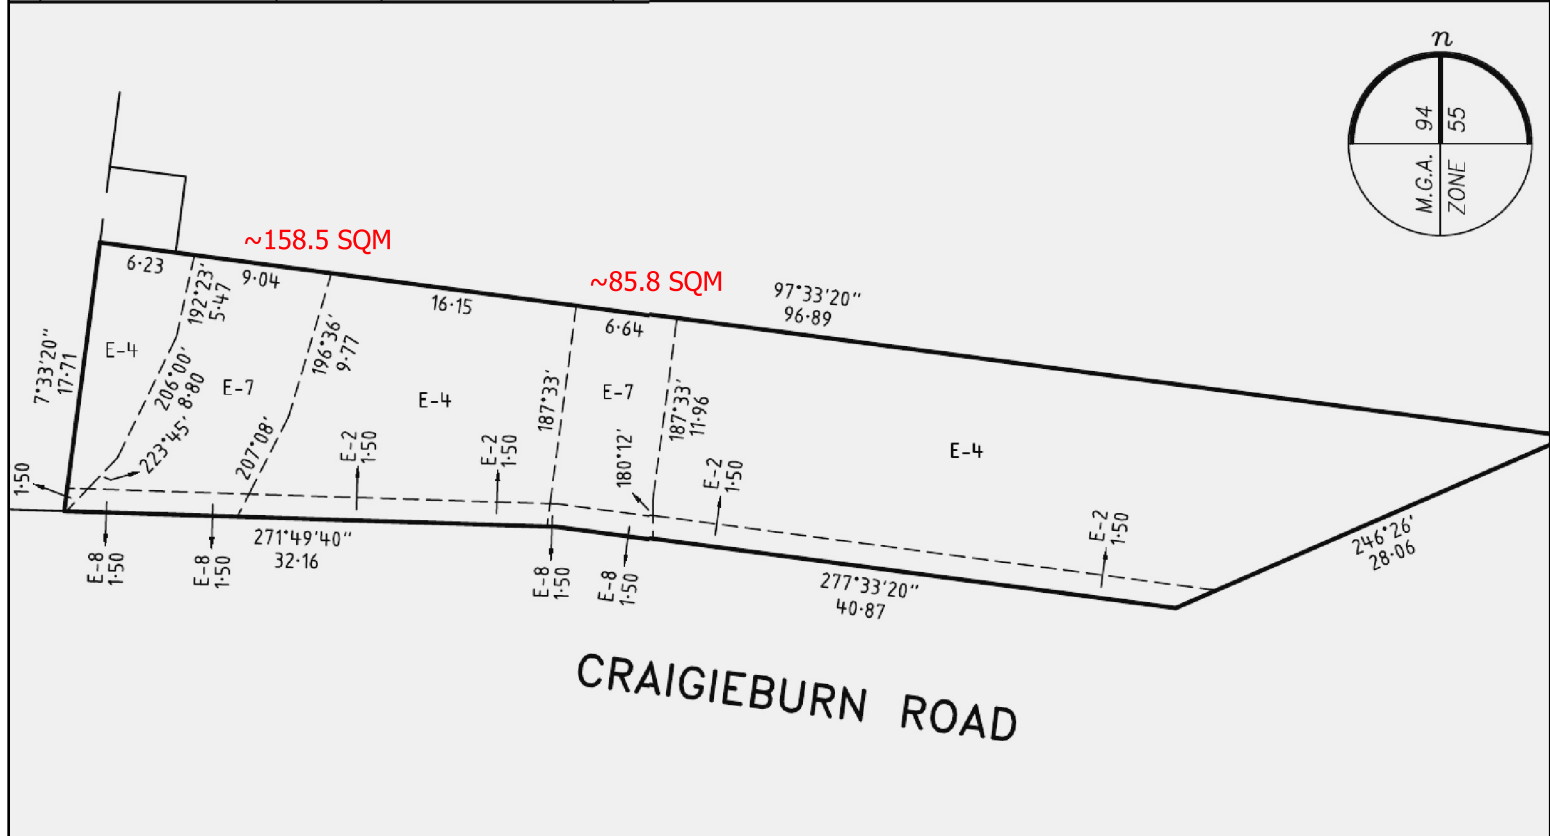 n
M.G.A. 94
ZONE 55
~158.5 SQM
~85.8 SQM
6·23
9·04
16·15
6·64
97°33'20"
96·89
192°23'
5·47
196°36'
9·77
7°33'20"
17·71
E-4
206°00'
8·80
E-7
E-4
187°33'
E-7
187°33'
11·96
E-4
223°45'
207°08'
E-2
1·50
E-2
1·50
180°12'
E-2
1·50
E-2
1·50
1·50
246°26'
28·06
E-8
1·50
E-8
1·50
271°49'40"
32·16
E-8
1·50
E-8
1·50
277°33'20"
40·87
CRAIGIEBURN ROAD